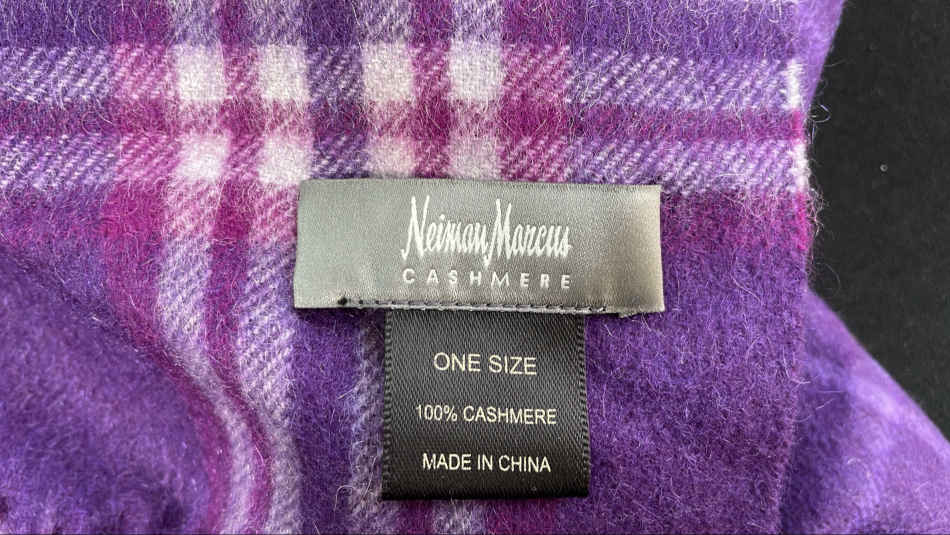 Neiman Marcus
CASHMERE
ONE SIZE
100% CASHMERE
MADE IN CHINA